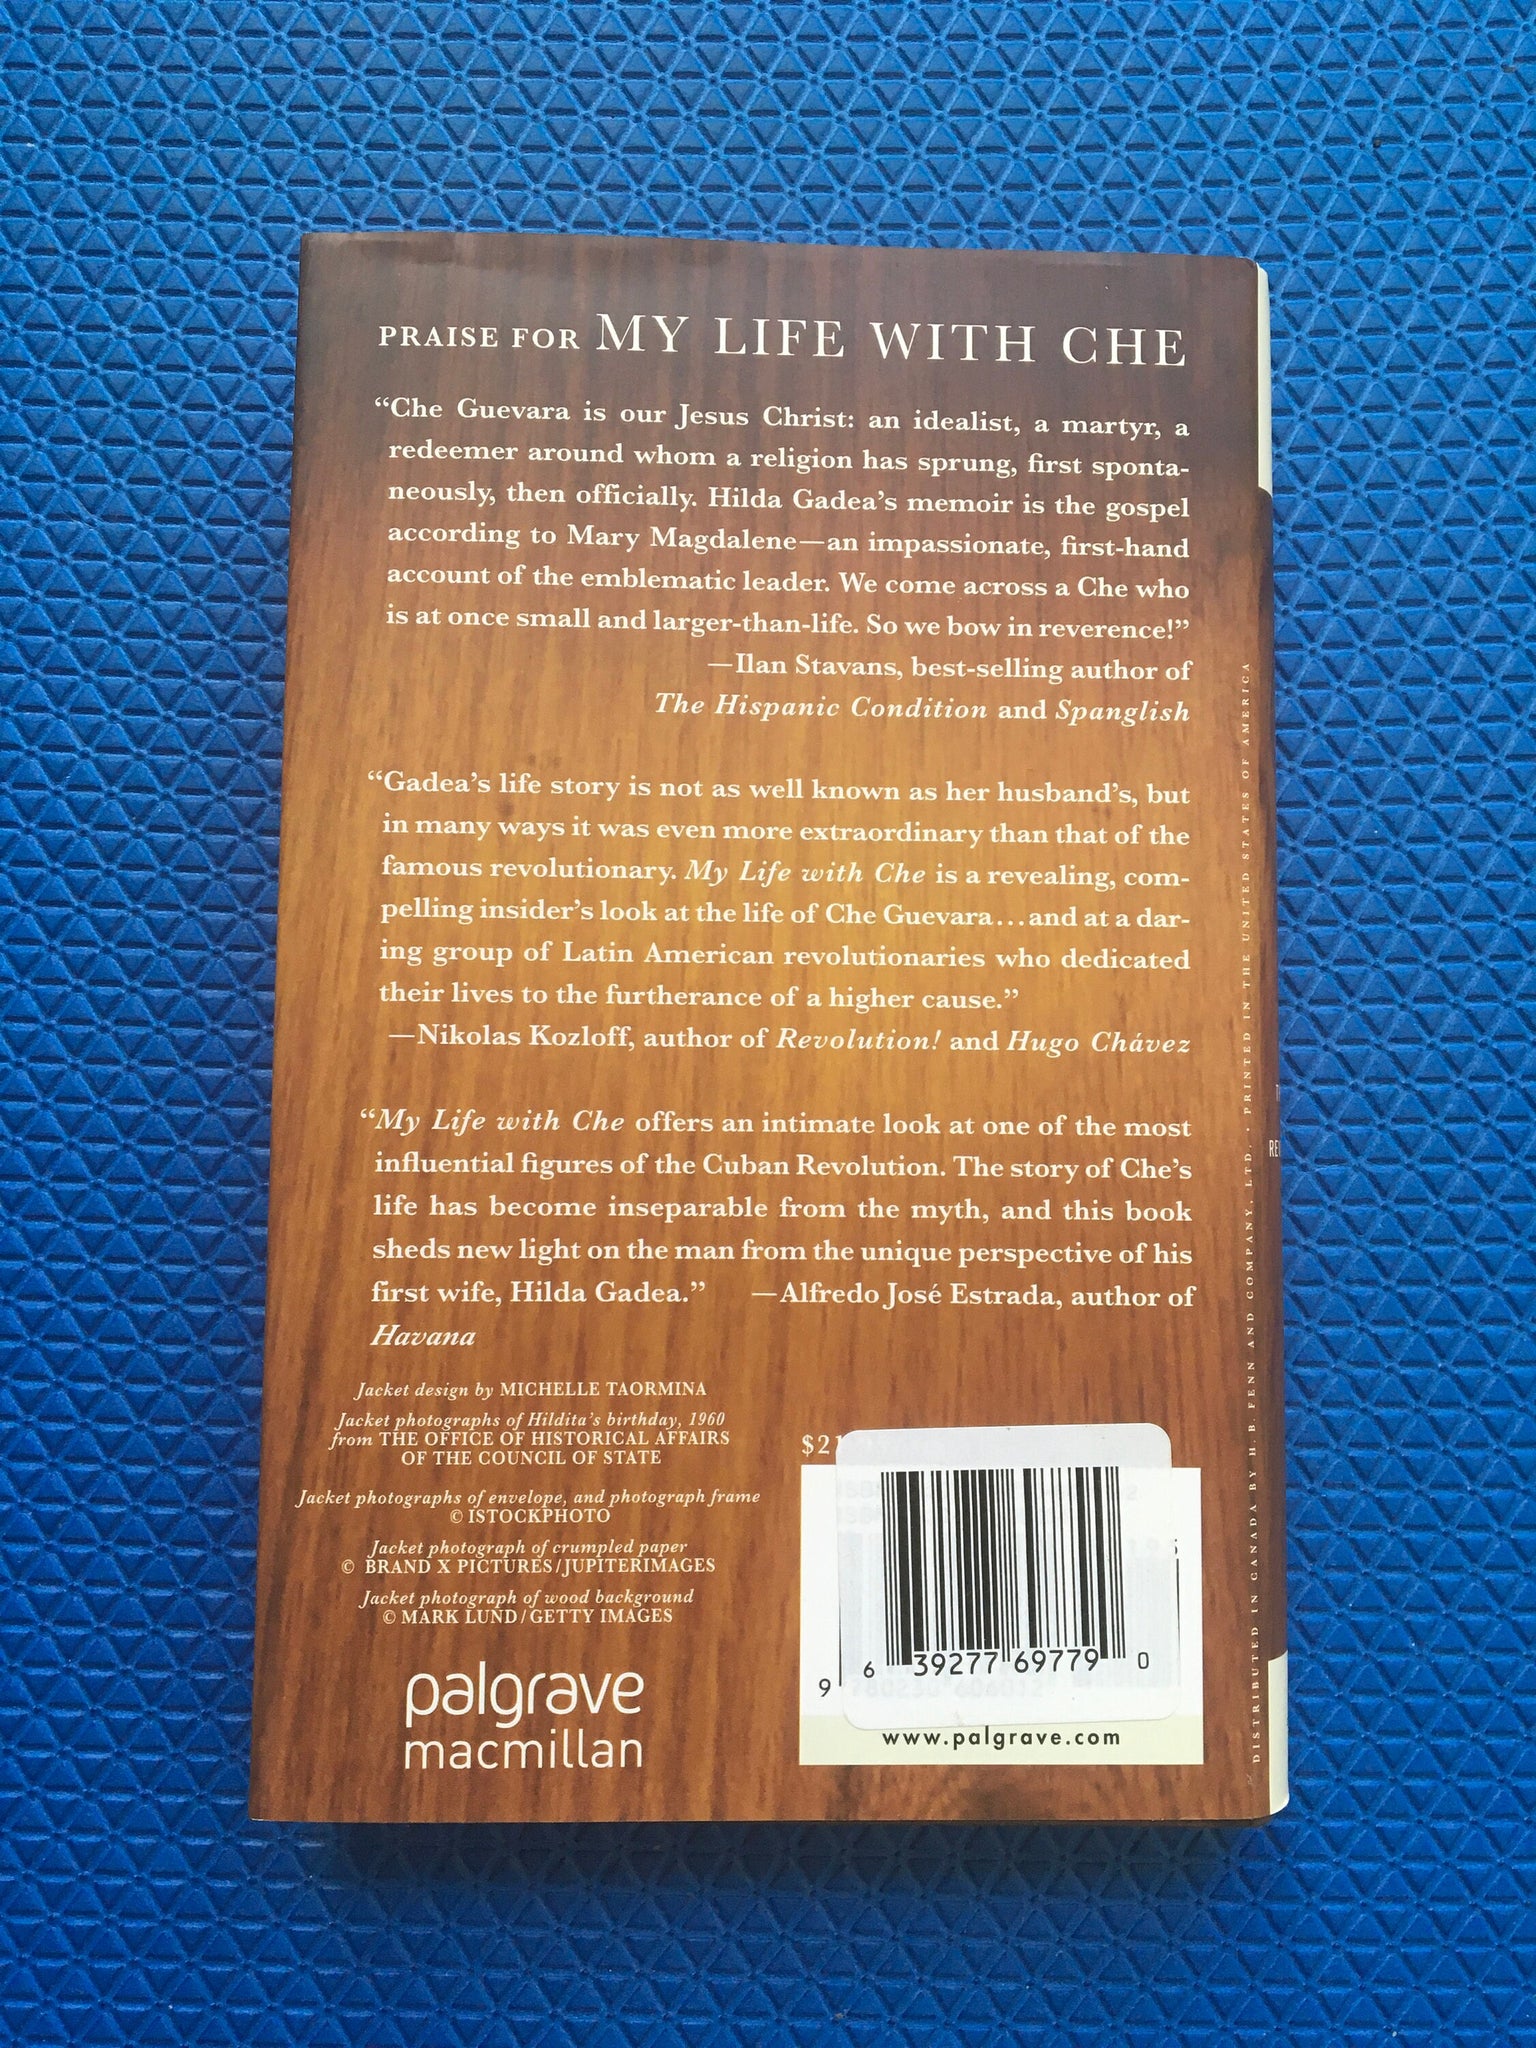 PRAISE FOR MY LIFE WITH CHE
“Che Guevara is our Jesus Christ: an idealist, a martyr, a
redeemer around whom a religion has sprung, first sponta-
neously, then officially. Hilda Gadea’s memoir is the gospel
according to Mary Magdalene—an impassionate, first-hand
account of the emblematic leader. We come across a Che who
is at once small and larger-than-life. So we bow in reverence!”
—Ilan Stavans, best-selling author of
The Hispanic Condition and Spanglish
“Gadea’s life story is not as well known as her husband’s, but
in many ways it was even more extraordinary than that of the
famous revolutionary. My Life with Che is a revealing, com-
pelling insider’s look at the life of Che Guevara...and at a dar-
ing group of Latin American revolutionaries who dedicated
their lives to the furtherance of a higher cause.”
—Nikolas Kozloff, author of Revolution! and Hugo Chávez
“My Life with Che offers an intimate look at one of the most
influential figures of the Cuban Revolution. The story of Che’s
life has become inseparable from the myth, and this book
sheds new light on the man from the unique perspective of his
first wife, Hilda Gadea.” —Alfredo José Estrada, author of
Havana
Jacket design by MICHELLE TAORMINA
Jacket photographs of Hildita’s birthday, 1960
from THE OFFICE OF HISTORICAL AFFAIRS
OF THE COUNCIL OF STATE
Jacket photographs of envelope, and photograph frame
© ISTOCKPHOTO
Jacket photograph of crumpled paper
© BRAND X PICTURES/JUPITERIMAGES
Jacket photograph of wood background
© MARK LUND/GETTY IMAGES
palgrave
macmillan
$21
6 39277 69779 0
9 780230 606012
www.palgrave.com
DISTRIBUTED IN CANADA BY H. B. FENN AND COMPANY, LTD. · PRINTED IN THE UNITED STATES OF AMERICA